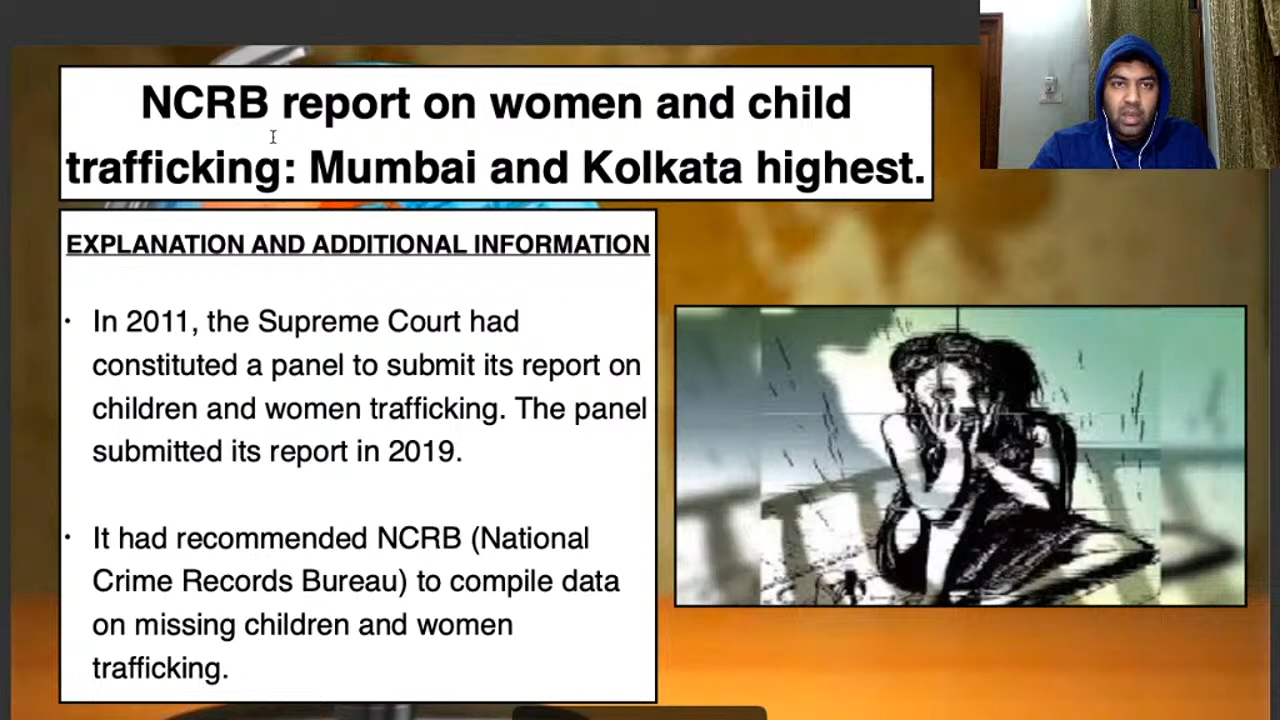 NCRB report on women and child
trafficking: Mumbai and Kolkata highest.
EXPLANATION AND ADDITIONAL INFORMATION
• In 2011, the Supreme Court had
constituted a panel to submit its report on
children and women trafficking. The panel
submitted its report in 2019.
• It had recommended NCRB (National
Crime Records Bureau) to compile data
on missing children and women
trafficking.